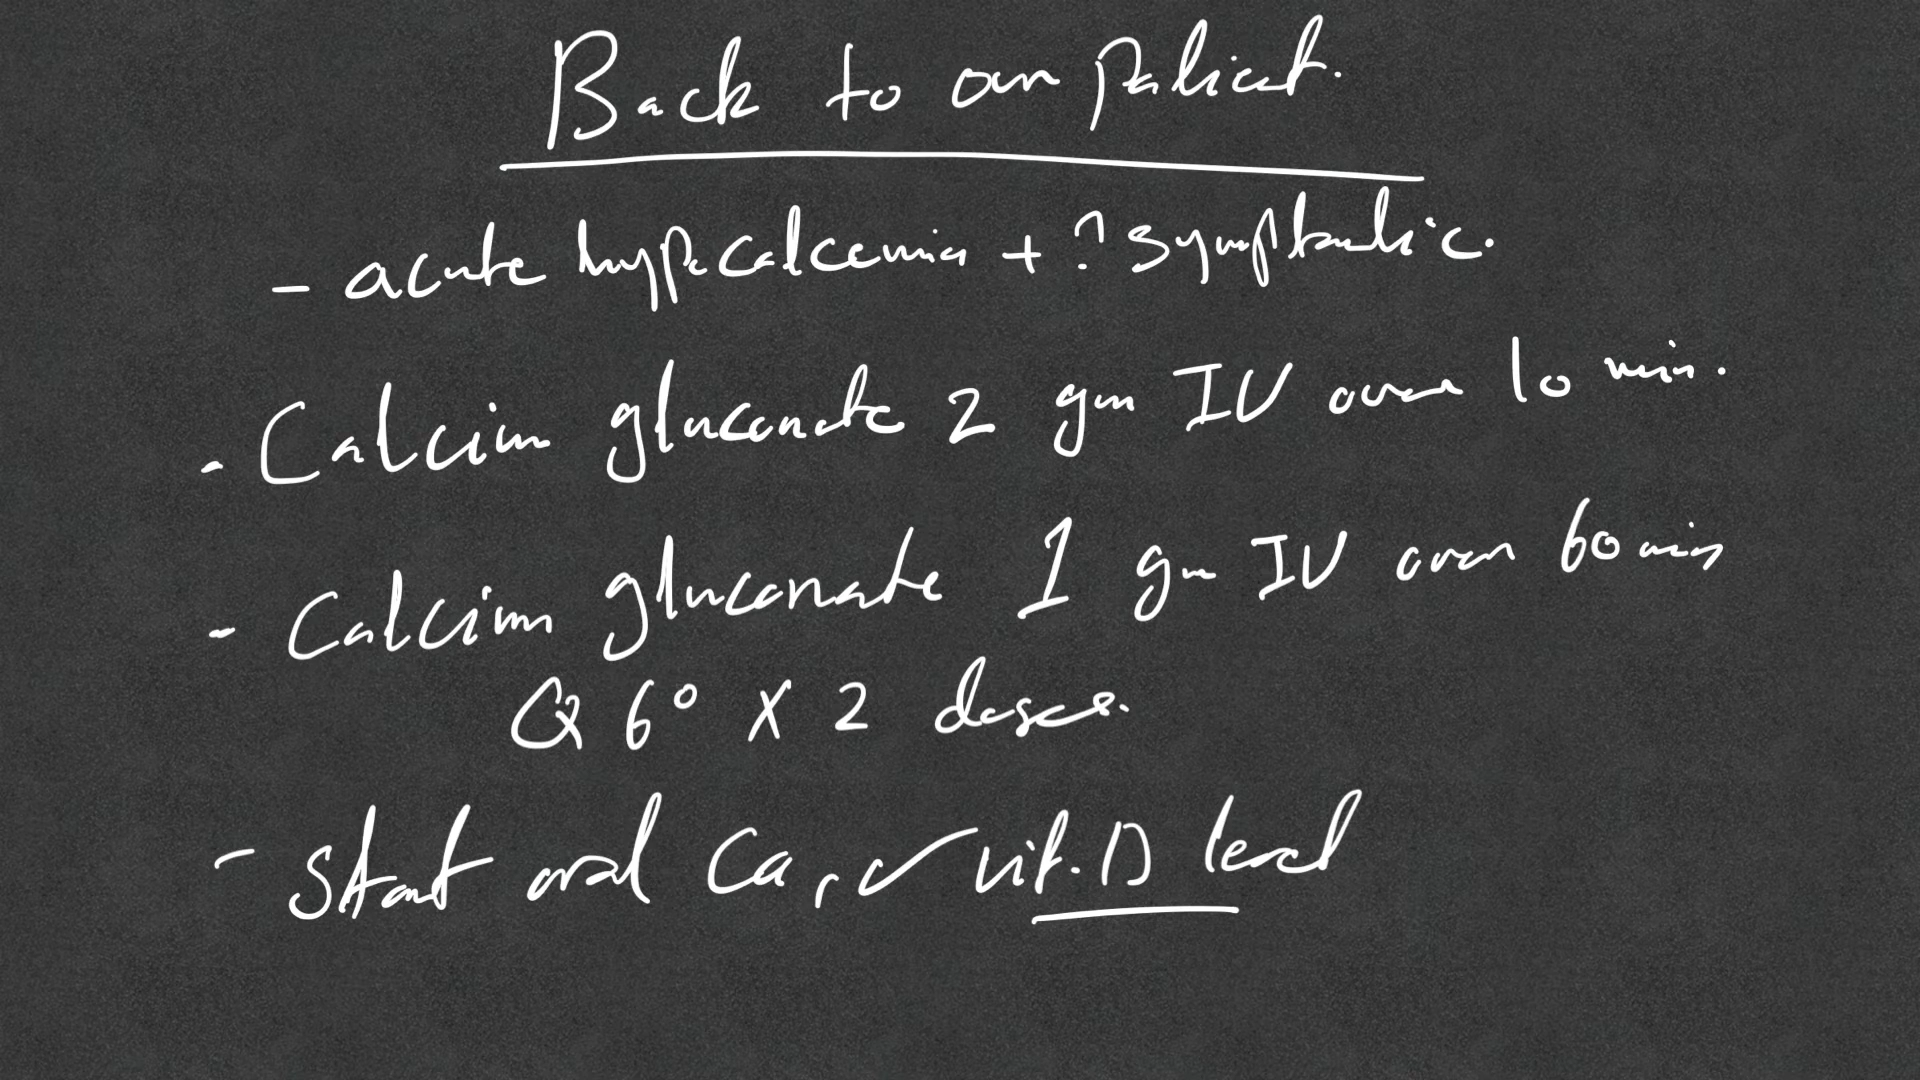 Back to our patient.
- acute hypocalcemia + ? symptomatic.
- Calcium gluconate 2 gm IV over 10 min.
- Calcium gluconate 1 gm IV over 60 min
Q 6° X 2 doses.
- Start oral Ca, ✓ vit. D level